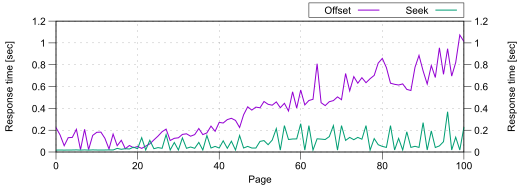 Offset Seek
1.2 1.2
1 1
0.8 0.8
0.6 0.6
0.4 0.4
0.2 0.2
0 0
Response time [sec]
Response time [sec]
0 20 40 60 80 100
Page